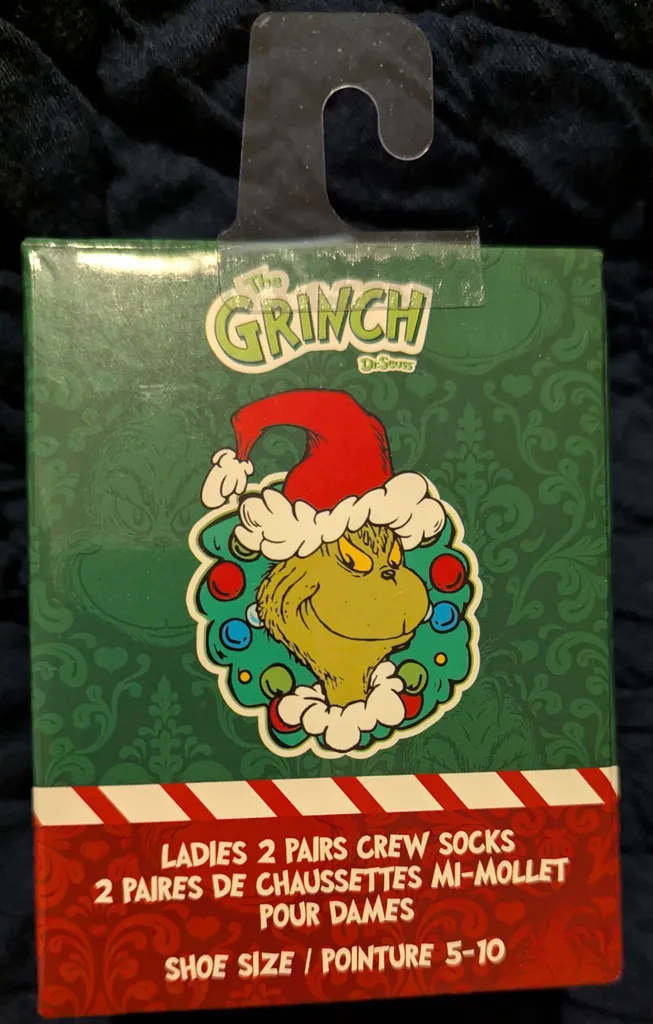 The
GRINCH
Dr. Seuss
LADIES 2 PAIRS CREW SOCKS
2 PAIRES DE CHAUSSETTES MI-MOLLET
POUR DAMES
SHOE SIZE / POINTURE 5-10